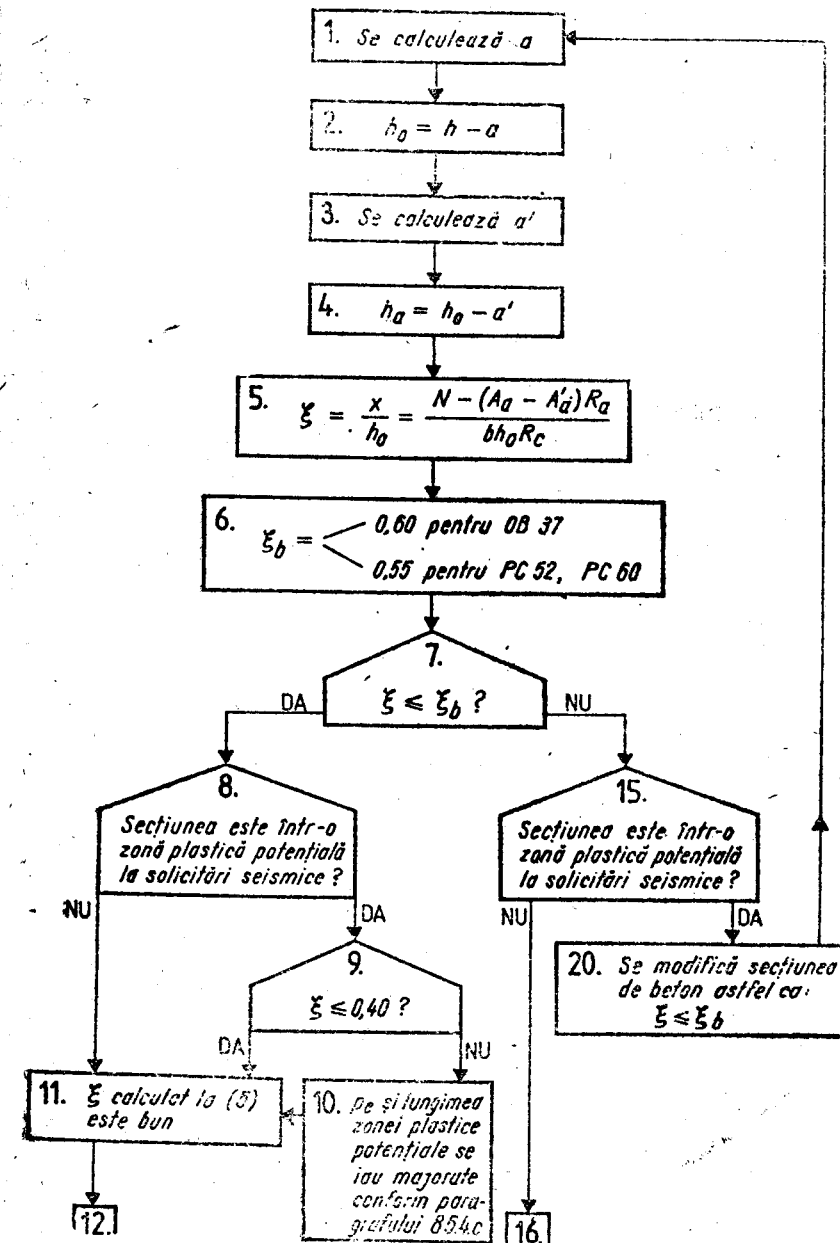 1. Se calculează a
2. h₀ = h – a
3. Se calculează a'
4. hₐ = h₀ – a'
5. ξ = x/h₀ = N – (Aₐ – A'ₐ)Rₐ / bh₀Rc
6. ξb =
0,60 pentru OB 37
0,55 pentru PC 52, PC 60
7.
ξ ≤ ξb ?
DA
NU
8.
Secțiunea este într-o
zonă plastică potențială
la solicitări seismice ?
NU
DA
15.
Secțiunea este într-o
zonă plastică potențială
la solicitări seismice ?
NU
DA
9.
ξ ≤ 0,40 ?
DA
NU
20. Se modifică secțiunea
de beton astfel ca:
ξ ≤ ξb
11. ξ calculat la (5)
este bun
10. pe și lungimea
zonei plastice
potențiale se
iau majorate
conform para-
grafului 8.5.4.c
12.
16.